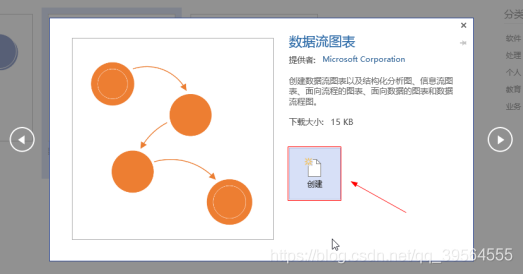 数据流图表
提供者: Microsoft Corporation
创建数据流图表以及结构化分析图、信息流图
表、面向流程的图表、面向数据的图表和数据
流程图。
下载大小: 15 KB
创建
分类
软件
处理
个人
教育
业务
https://blog.csdn.net/qq_39564555